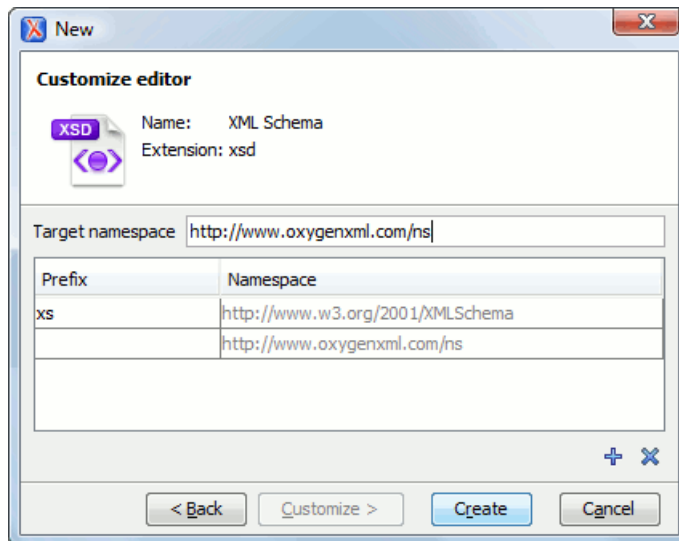 New
Customize editor
XSD
Name: XML Schema
Extension: xsd
Target namespace http://www.oxygenxml.com/ns
Prefix Namespace
xs http://www.w3.org/2001/XMLSchema
http://www.oxygenxml.com/ns
< Back Customize > Create Cancel